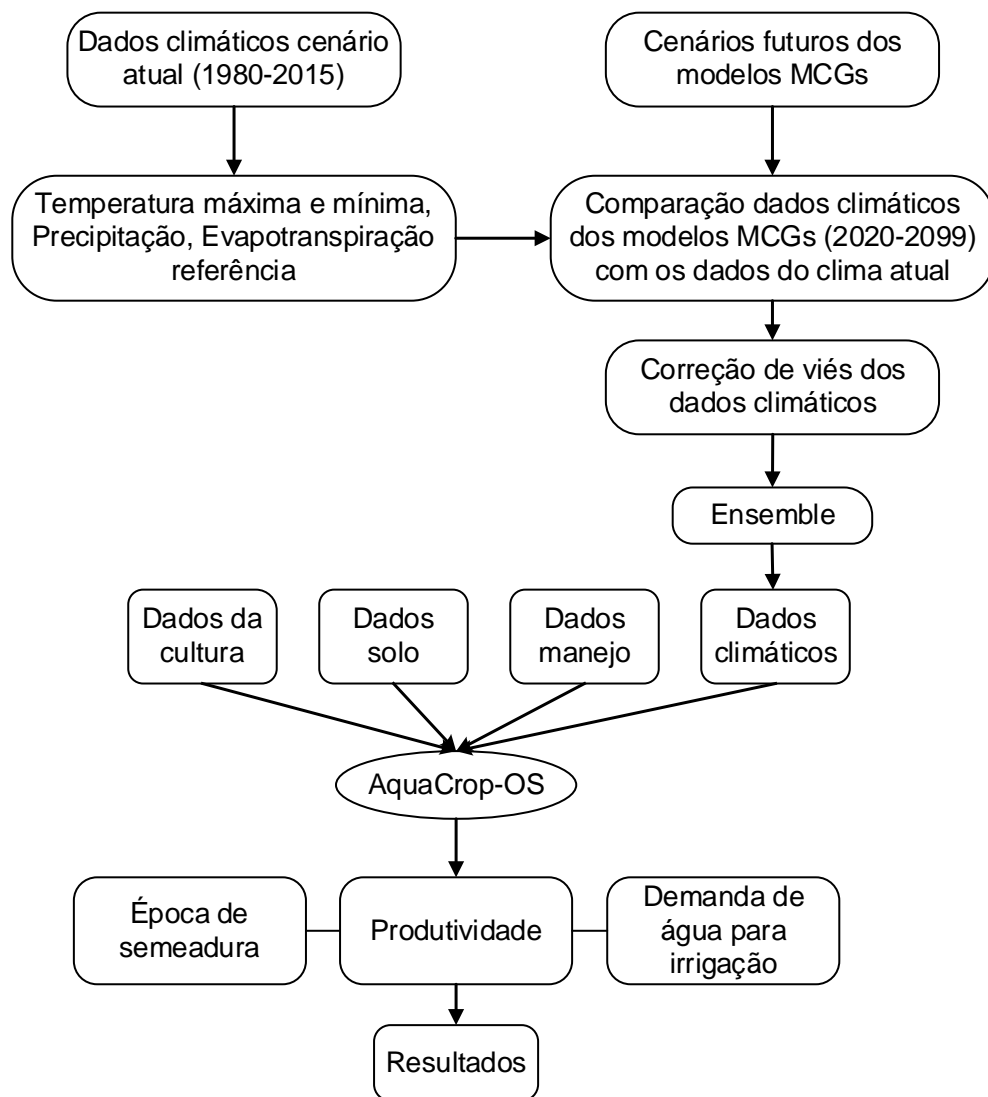 Dados climáticos cenário
atual (1980-2015)
Cenários futuros dos
modelos MCGs
Temperatura máxima e mínima,
Precipitação, Evapotranspiração
referência
Comparação dados climáticos
dos modelos MCGs (2020-2099)
com os dados do clima atual
Correção de viés dos
dados climáticos
Ensemble
Dados da
cultura
Dados
solo
Dados
manejo
Dados
climáticos
AquaCrop-OS
Época de
semeadura
Produtividade
Demanda de
água para
irrigação
Resultados